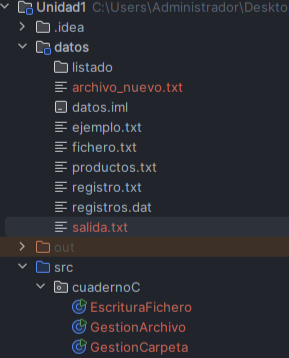 Unidad1 C:\Users\Administrador\Deskto
.idea
datos
listado
archivo_nuevo.txt
datos.iml
ejemplo.txt
fichero.txt
productos.txt
registro.txt
registros.dat
salida.txt
out
src
cuadernoC
EscrituraFichero
GestionArchivo
GestionCarpeta